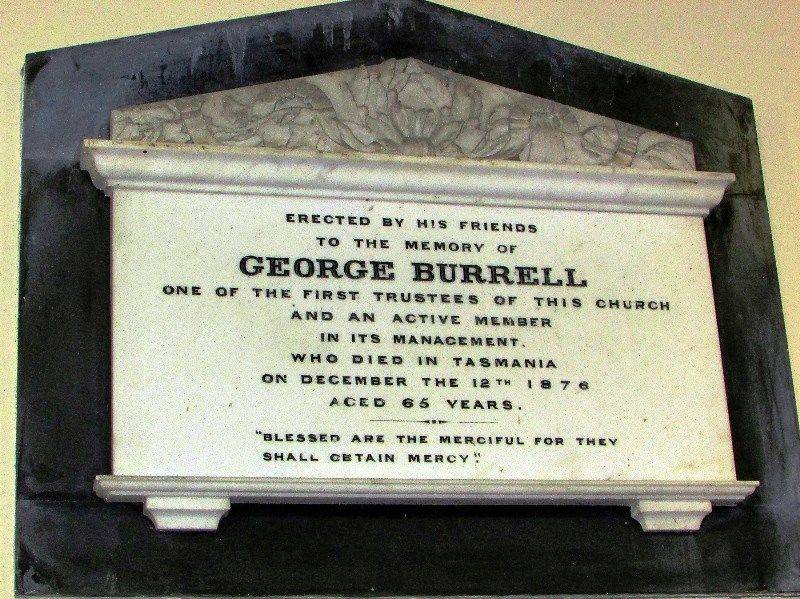 ERECTED BY HIS FRIENDS
TO THE MEMORY OF
GEORGE BURRELL
ONE OF THE FIRST TRUSTEES OF THIS CHURCH
AND AN ACTIVE MEMBER
IN ITS MANAGEMENT.
WHO DIED IN TASMANIA
ON DECEMBER THE 12TH 1876
AGED 65 YEARS.
"BLESSED ARE THE MERCIFUL FOR THEY
SHALL OBTAIN MERCY".